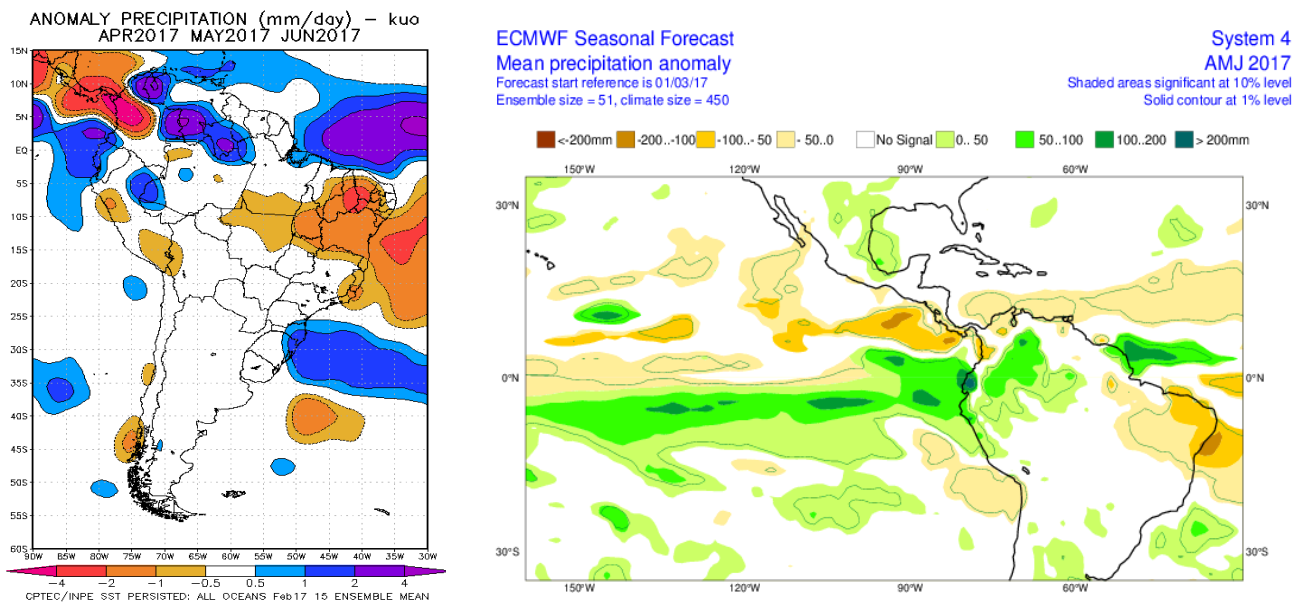 ANOMALY PRECIPITATION (mm/day) – kuo
APR2017 MAY2017 JUN2017
15N
10N
5N
EQ
5S
10S
15S
20S
25S
30S
35S
40S
45S
50S
55S
60S
90W 85W 80W 75W 70W 65W 60W 55W 50W 45W 40W 35W 30W
−4 −2 −1 −0.5 0.5 1 2 4
CPTEC/INPE SST PERSISTED: ALL OCEANS Feb17 15 ENSEMBLE MEAN
ECMWF Seasonal Forecast
Mean precipitation anomaly
Forecast start reference is 01/03/17
Ensemble size = 51, climate size = 450
System 4
AMJ 2017
Shaded areas significant at 10% level
Solid contour at 1% level
<-200mm -200..-100 -100..- 50 - 50..0 No Signal 0.. 50 50..100 100..200 > 200mm
150°W 120°W 90°W 60°W
30°N 30°N
0°N 0°N
30°S 30°S
150°W 120°W 90°W 60°W